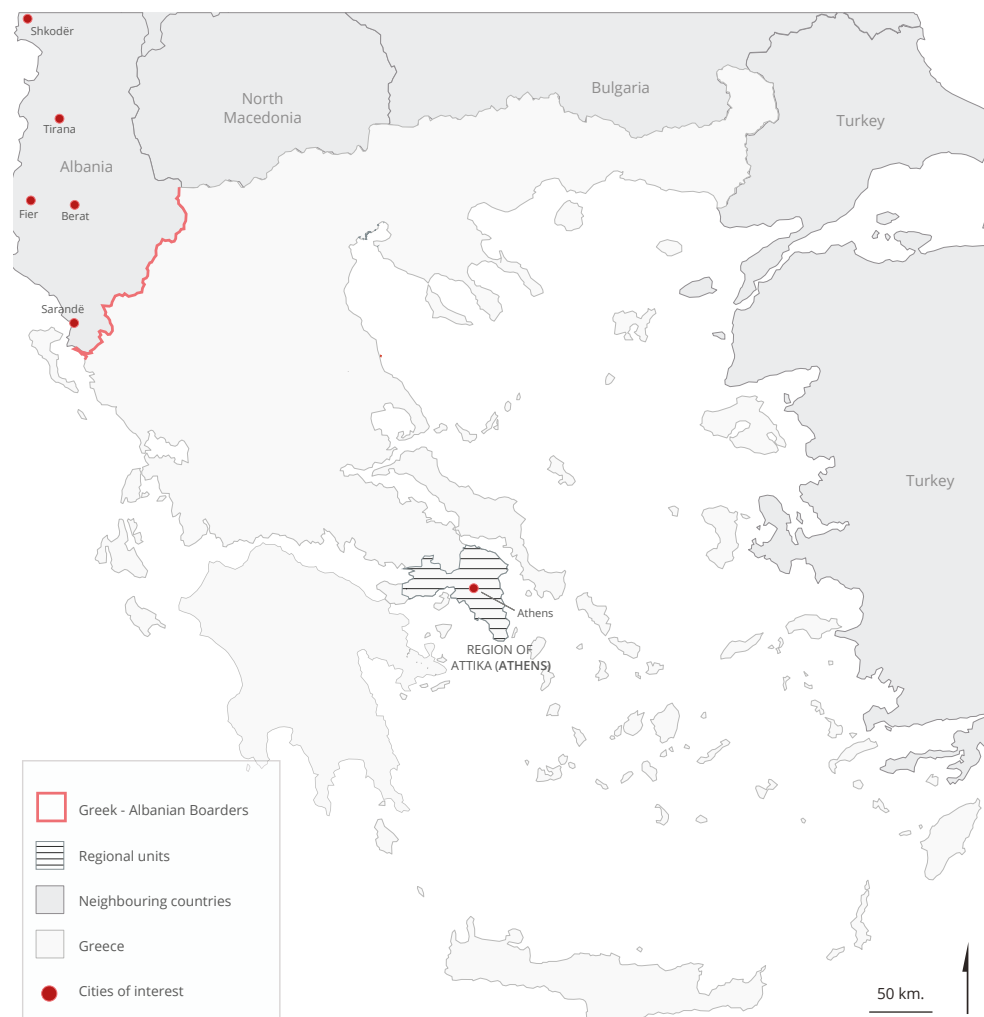 Shkodër
North
Macedonia
Bulgaria
Turkey
Tirana
Albania
Fier
Berat
Sarandë
Turkey
Athens
REGION OF
ATTIKA (ATHENS)
Greek - Albanian Boarders
Regional units
Neighbouring countries
Greece
Cities of interest
50 km.